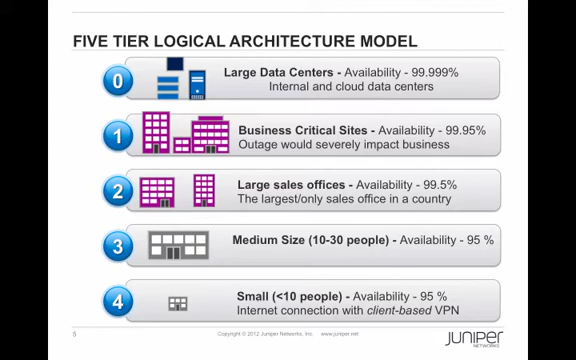 FIVE TIER LOGICAL ARCHITECTURE MODEL
0
Large Data Centers - Availability - 99.999%
Internal and cloud data centers
1
Business Critical Sites - Availability - 99.95%
Outage would severely impact business
2
Large sales offices - Availability - 99.5%
The largest/only sales office in a country
3
Medium Size (10-30 people) - Availability - 95 %
4
Small (<10 people) - Availability - 95 %
Internet connection with client-based VPN
5
Copyright © 2012 Juniper Networks, Inc. www.juniper.net
JUNIPER
NETWORKS